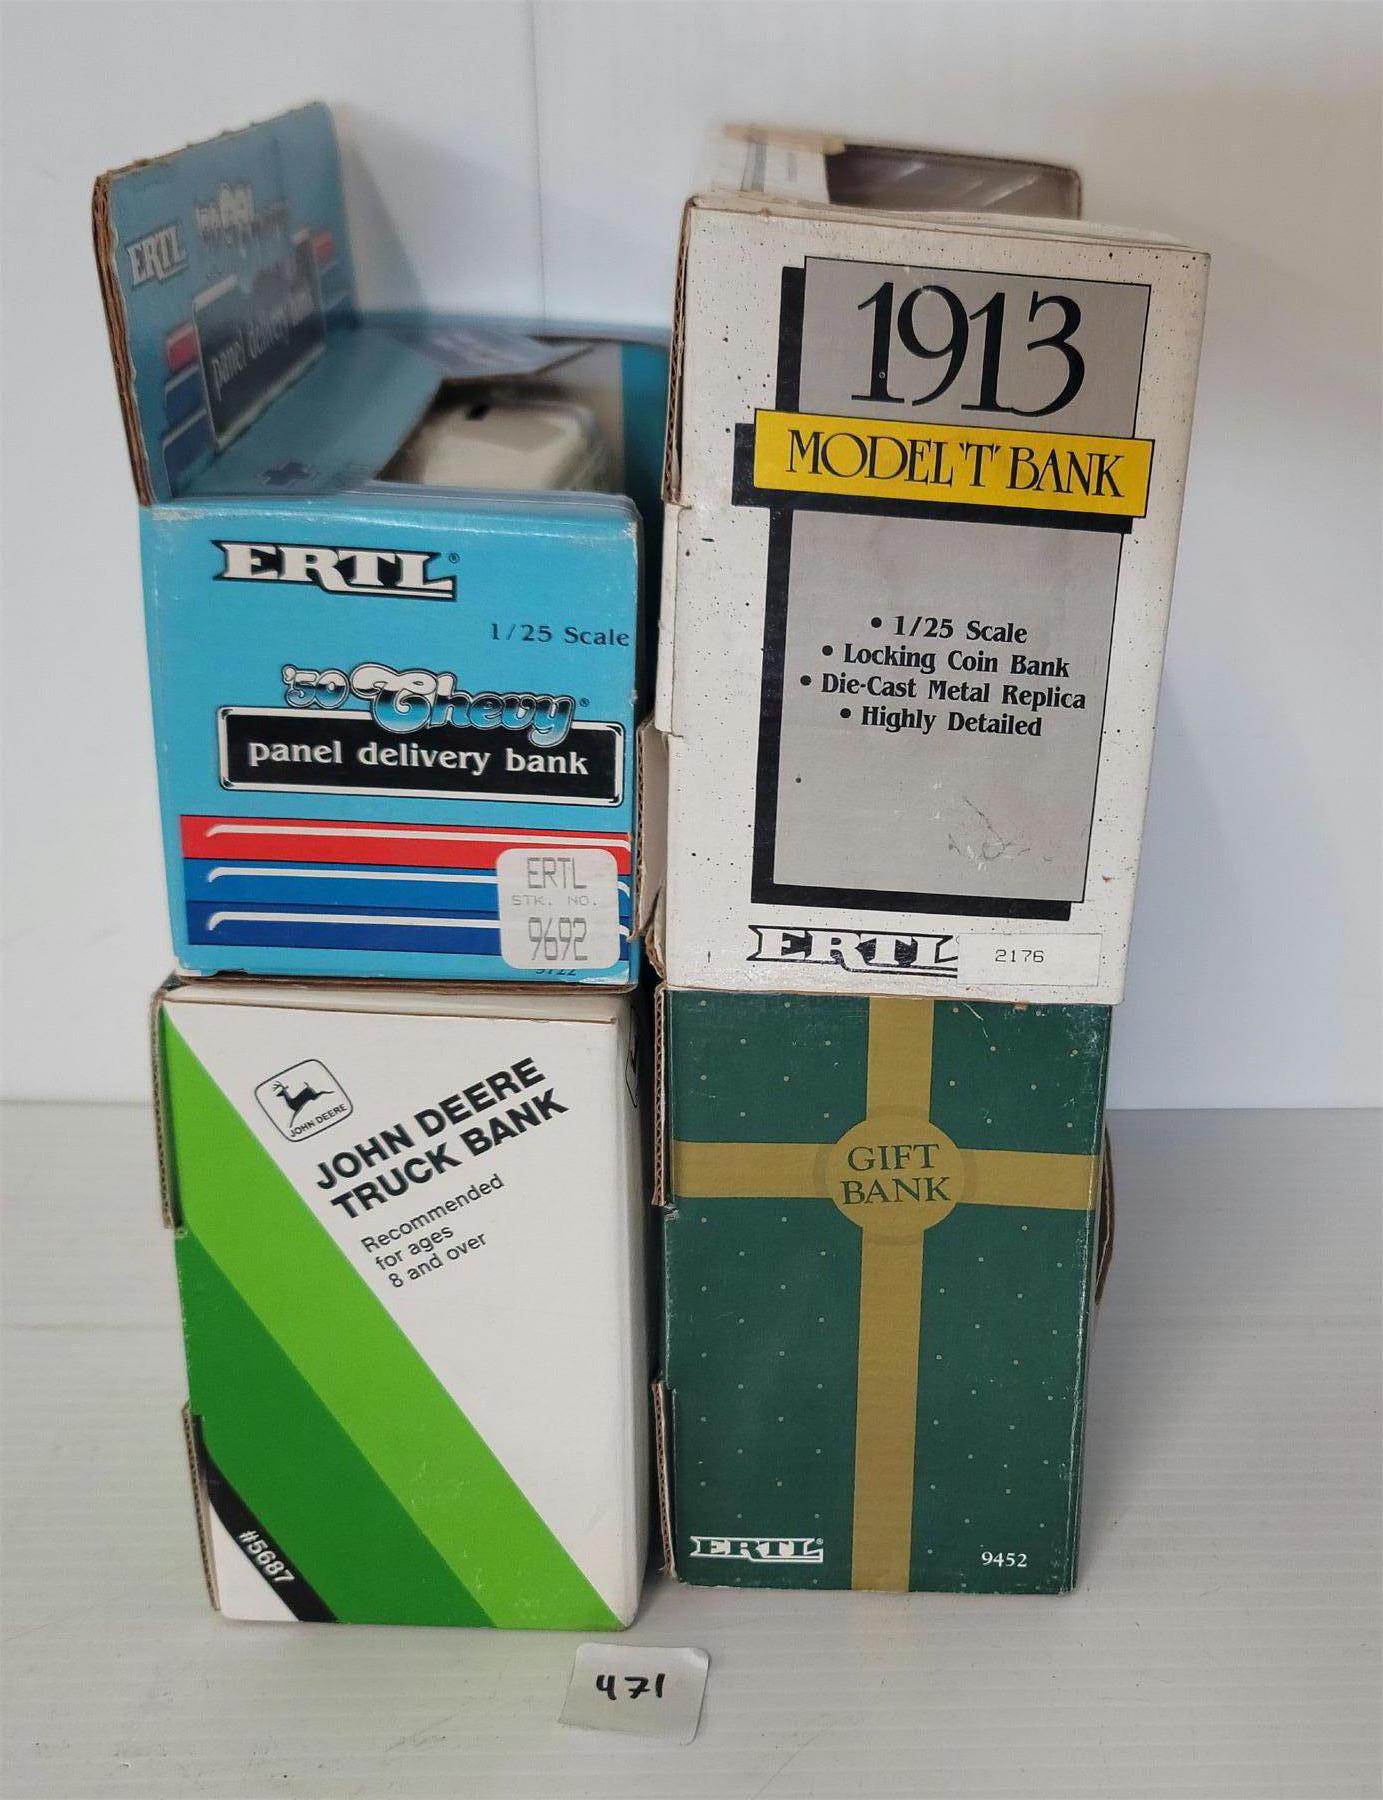 ERTL
panel delivery bank
ERTL®
1/25 Scale
'50 Chevy®
panel delivery bank
ERTL
STK. NO.
9692
1913
MODEL 'T' BANK
• 1/25 Scale
• Locking Coin Bank
• Die-Cast Metal Replica
• Highly Detailed
ERTL
2176
JOHN DEERE
JOHN DEERE
TRUCK BANK
Recommended
for ages
8 and over
#5687
GIFT
BANK
ERTL®
9452
471